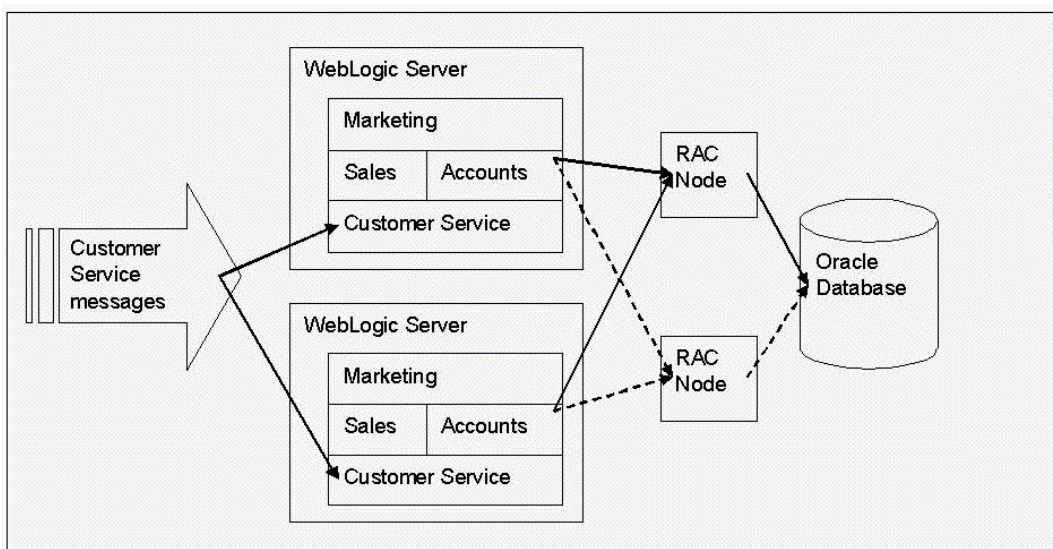 Customer
Service
messages
WebLogic Server
Marketing
Sales
Accounts
Customer Service
WebLogic Server
Marketing
Sales
Accounts
Customer Service
RAC
Node
RAC
Node
Oracle
Database